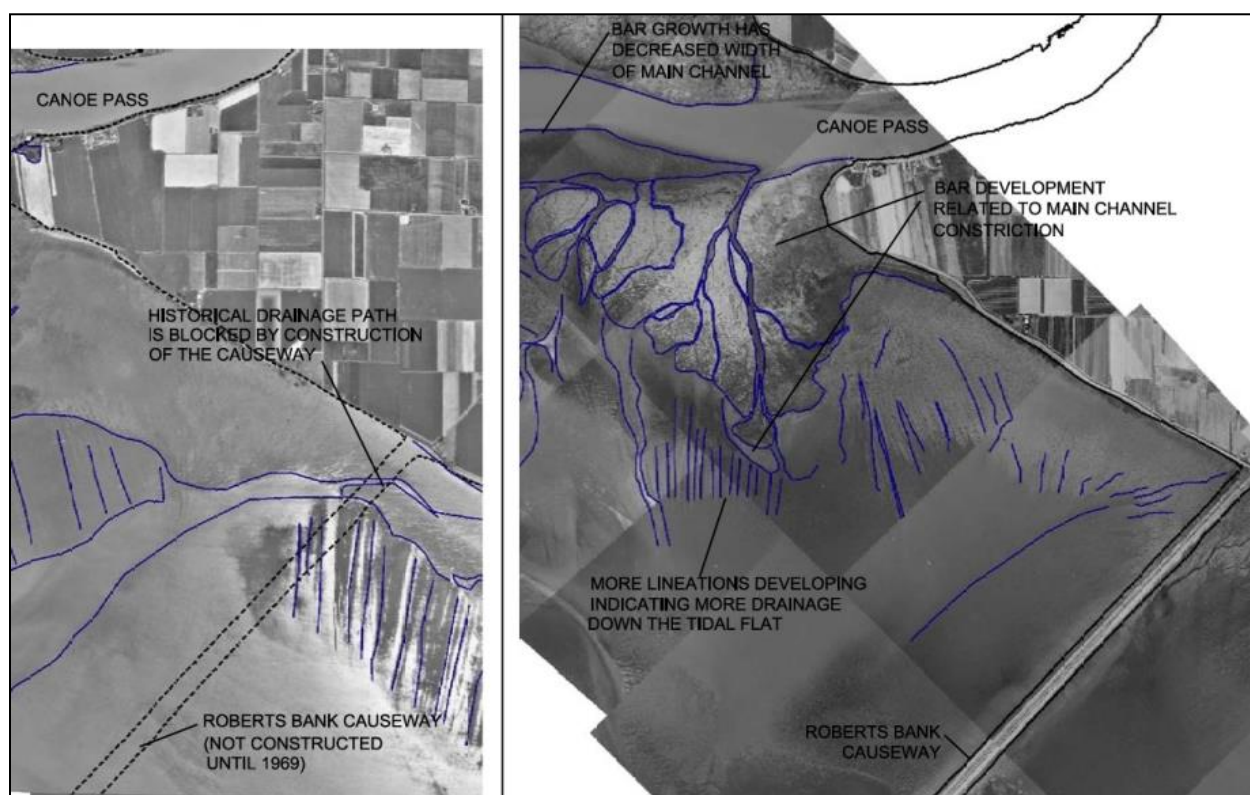 CANOE PASS
HISTORICAL DRAINAGE PATH
IS BLOCKED BY CONSTRUCTION
OF THE CAUSEWAY
ROBERTS BANK CAUSEWAY
(NOT CONSTRUCTED
UNTIL 1969)
BAR GROWTH HAS
DECREASED WIDTH
OF MAIN CHANNEL
CANOE PASS
BAR DEVELOPMENT
RELATED TO MAIN CHANNEL
CONSTRICTION
MORE LINEATIONS DEVELOPING
INDICATING MORE DRAINAGE
DOWN THE TIDAL FLAT
ROBERTS BANK
CAUSEWAY